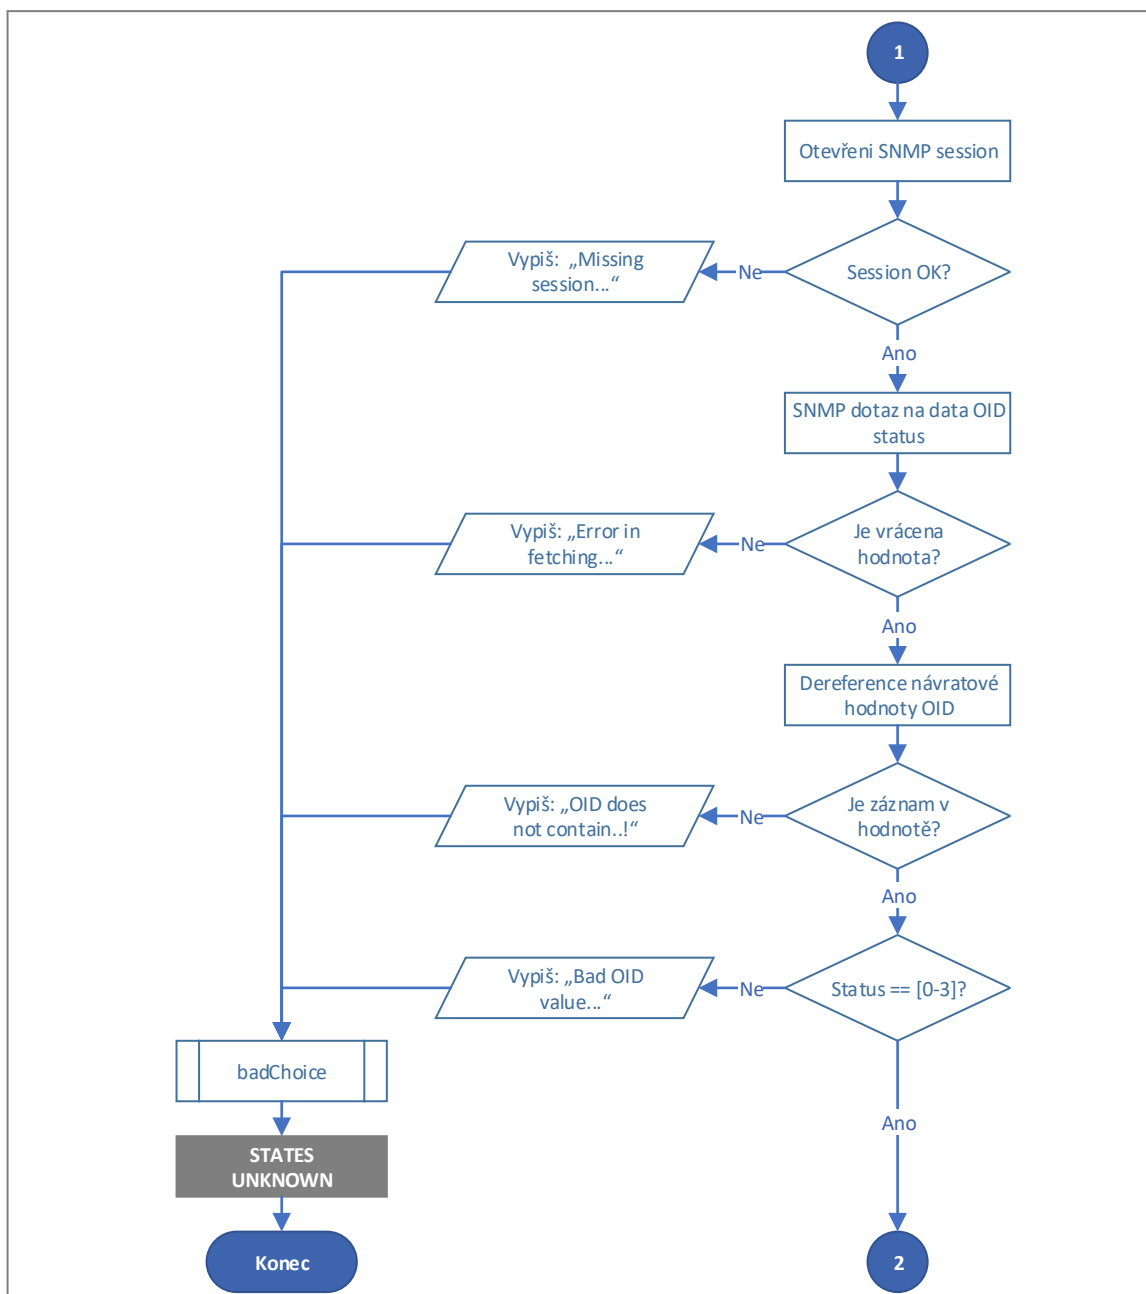 1
Otevřeni SNMP session
Session OK?
Ne
Vypiš:  „Missing
session...“
Ano
SNMP dotaz na data OID
status
Je vrácena
hodnota?
Ne
Vypiš: „Error in
fetching...“
Ano
Dereference návratové
hodnoty OID
Je záznam v
hodnotě?
Ne
Vypiš: „OID does
not contain..!“
Ano
Status == [0-3]?
Ne
Vypiš: „Bad OID
value...“
badChoice
Ano
STATES
UNKNOWN
Konec
2